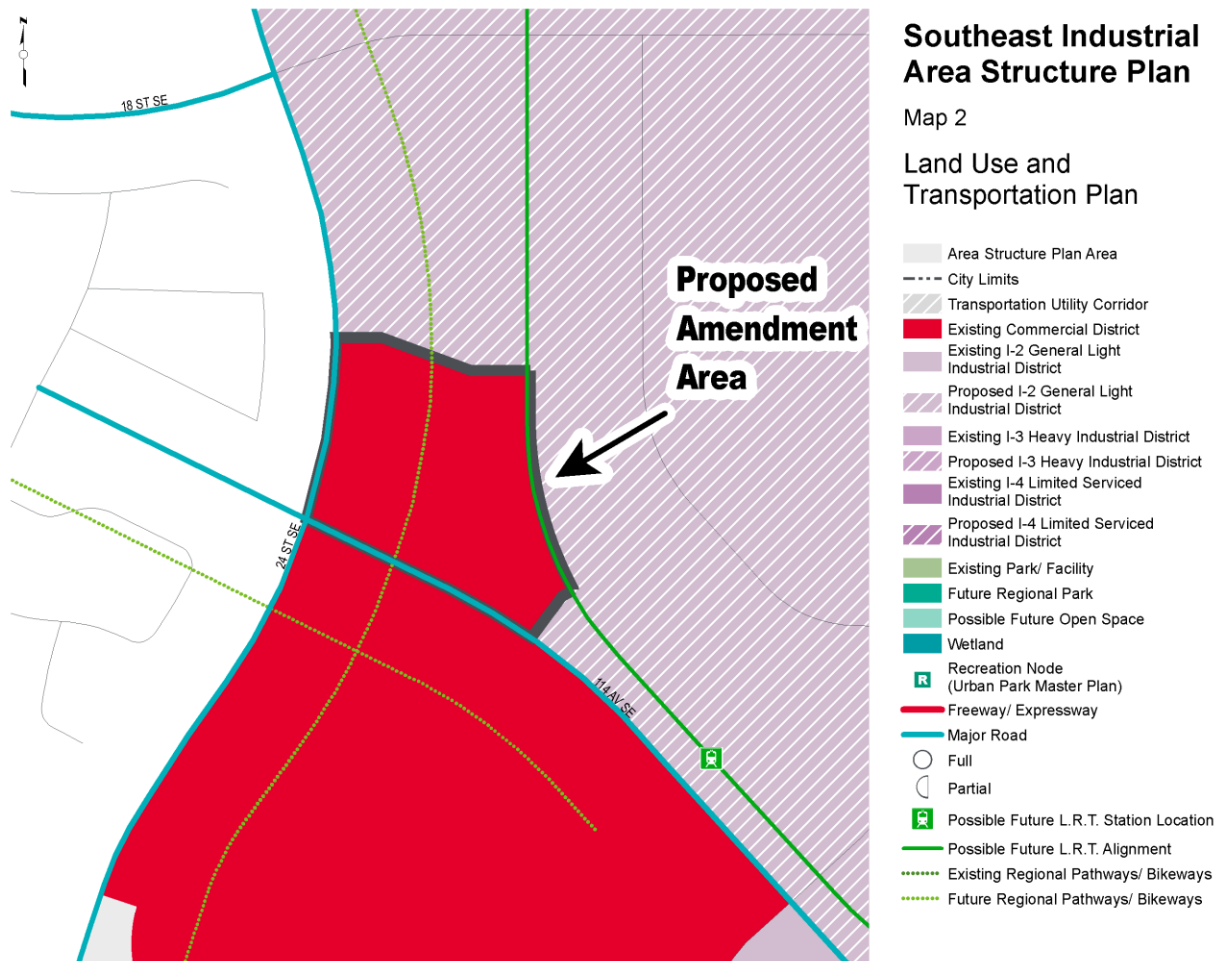 N
18 ST SE
Proposed
Amendment
Area
24 ST SE
114 AV SE
Southeast Industrial
Area Structure Plan
Map 2
Land Use and
Transportation Plan
Area Structure Plan Area
City Limits
Transportation Utility Corridor
Existing Commercial District
Existing I-2 General Light
Industrial District
Proposed I-2 General Light
Industrial District
Existing I-3 Heavy Industrial District
Proposed I-3 Heavy Industrial District
Existing I-4 Limited Serviced
Industrial District
Proposed I-4 Limited Serviced
Industrial District
Existing Park/ Facility
Future Regional Park
Possible Future Open Space
Wetland
R
Recreation Node
(Urban Park Master Plan)
Freeway/ Expressway
Major Road
Full
Partial
Possible Future L.R.T. Station Location
Possible Future L.R.T. Alignment
Existing Regional Pathways/ Bikeways
Future Regional Pathways/ Bikeways